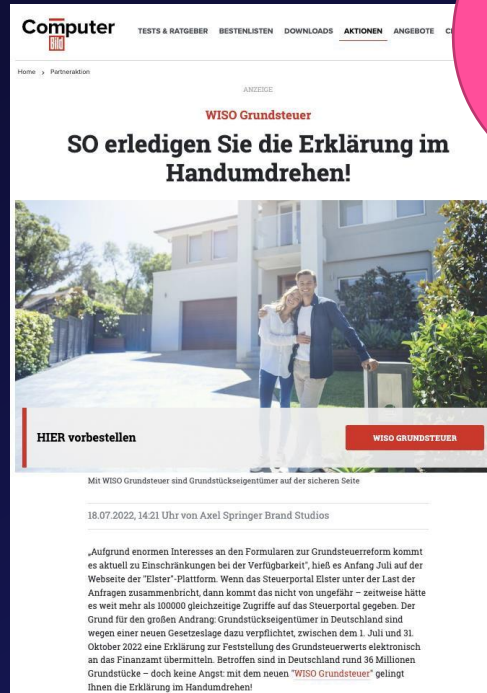 Computer
Bild
TESTS & RATGEBER BESTENLISTEN DOWNLOADS AKTIONEN ANGEBOTE
Home > Partneraktion
ANZEIGE
WISO Grundsteuer
SO erledigen Sie die Erklärung im
Handumdrehen!
HIER vorbestellen
WISO GRUNDSTEUER
Mit WISO Grundsteuer sind Grundstückseigentümer auf der sicheren Seite
18.07.2022, 14:21 Uhr von Axel Springer Brand Studios
„Aufgrund enormen Interesses an den Formularen zur Grundsteuerreform kommt
es aktuell zu Einschränkungen bei der Verfügbarkeit", hieß es Anfang Juli auf der
Webseite der "Elster"-Plattform. Wenn das Steuerportal Elster unter der Last der
Anfragen zusammenbricht, dann kommt das nicht von ungefähr – zeitweise hätte
es weit mehr als 100000 gleichzeitige Zugriffe auf das Steuerportal gegeben. Der
Grund für den großen Andrang: Grundstückseigentümer in Deutschland sind
wegen einer neuen Gesetzeslage dazu verpflichtet, zwischen dem 1. Juli und 31.
Oktober 2022 eine Erklärung zur Feststellung des Grundsteuerwerts elektronisch
an das Finanzamt übermitteln. Betroffen sind in Deutschland rund 36 Millionen
Grundstücke – doch keine Angst: mit dem neuen "WISO Grundsteuer" gelingt
Ihnen die Erklärung im Handumdrehen!